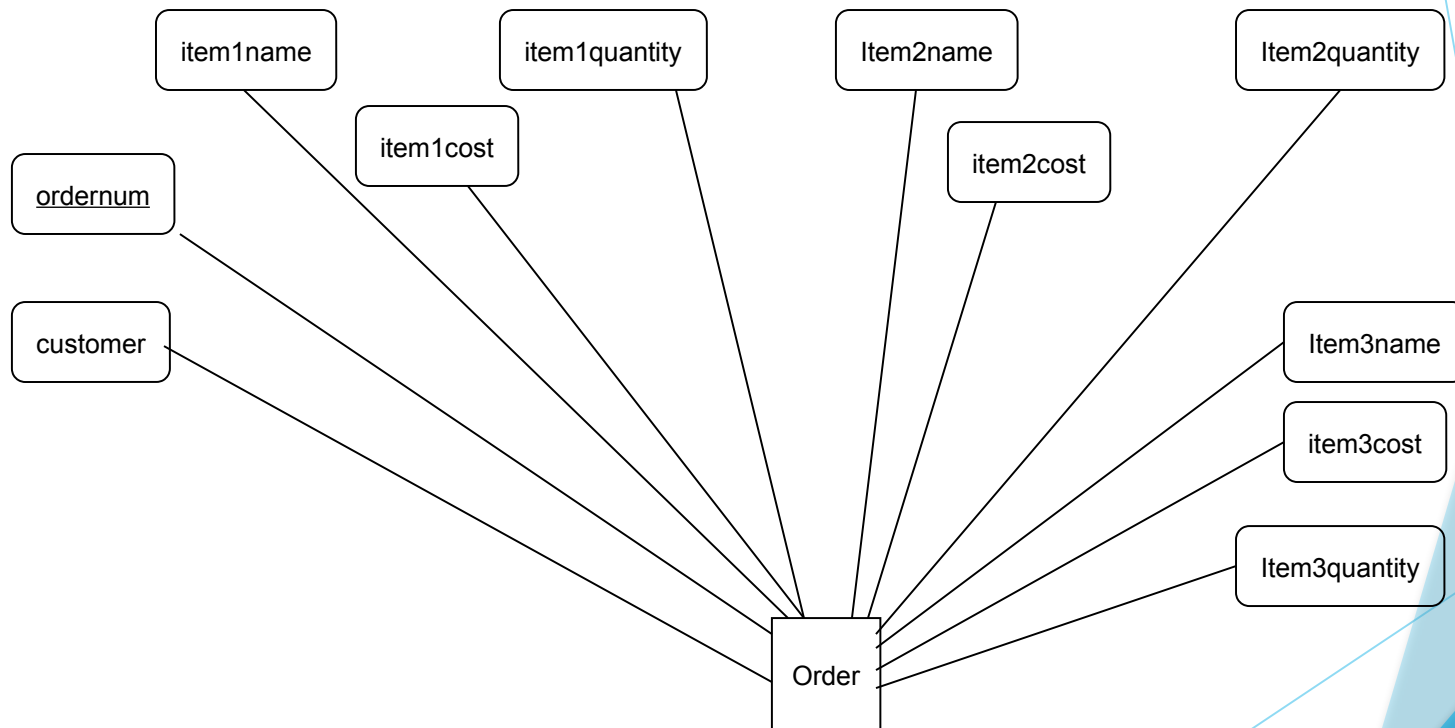 item1name
item1quantity
Item2name
Item2quantity
item1cost
item2cost
ordernum
customer
Item3name
item3cost
Item3quantity
Order